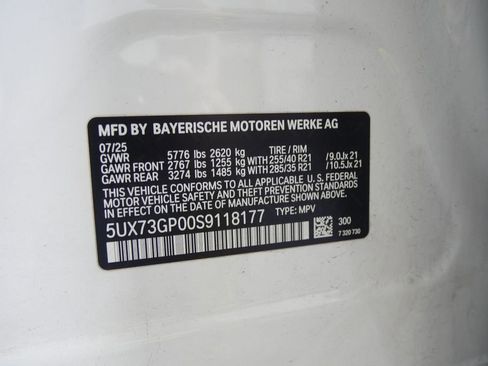 MFD BY BAYERISCHE MOTOREN WERKE AG
07/25
GVWR 5776 lbs 2620 kg TIRE / RIM
GAWR FRONT 2767 lbs 1255 kg WITH 255/40 R21 /9.0Jx 21
GAWR REAR 3274 lbs 1485 kg WITH 285/35 R21 /10.5Jx 21
THIS VEHICLE CONFORMS TO ALL APPLICABLE U.S. FEDERAL
MOTOR VEHICLE SAFETY AND THEFT PREVENTION STANDARDS
IN EFFECT ON THE DATE OF MANUFACTURE SHOWN ABOVE.
5UX73GP00S9118177 TYPE: MPV
300
7 320 730